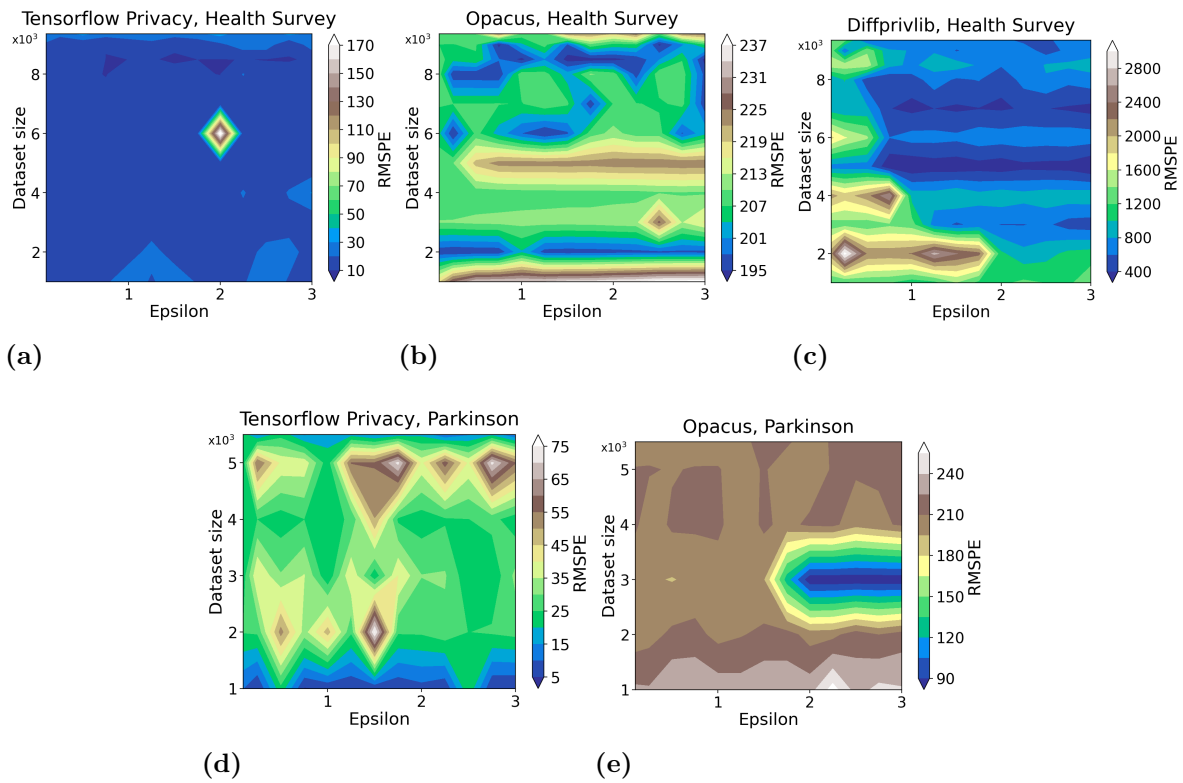 Tensorflow Privacy, Health Survey
x10³
8
6
4
2
1
2
3
Dataset size
Epsilon
170
150
130
110
90
70
50
30
10
RMSPE
(a)
Opacus, Health Survey
x10³
8
6
4
2
1
2
3
Dataset size
Epsilon
237
231
225
219
213
207
201
195
RMSPE
(b)
Diffprivlib, Health Survey
x10³
8
6
4
2
1
2
3
Dataset size
Epsilon
2800
2400
2000
1600
1200
800
400
RMSPE
(c)
Tensorflow Privacy, Parkinson
x10³
5
4
3
2
1
1
2
3
Dataset size
Epsilon
75
65
55
45
35
25
15
5
RMSPE
(d)
Opacus, Parkinson
x10³
5
4
3
2
1
1
2
3
Dataset size
Epsilon
240
210
180
150
120
90
RMSPE
(e)